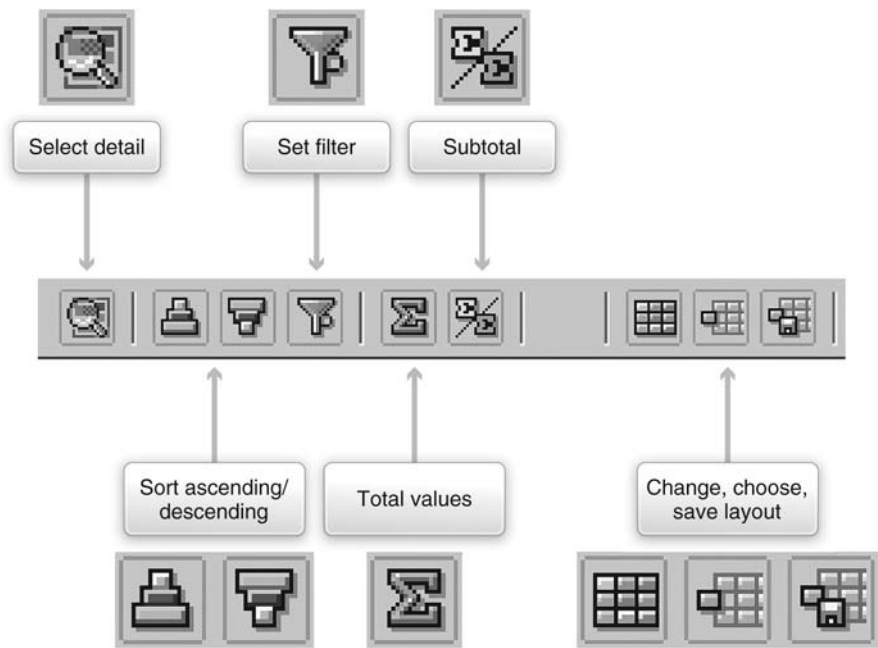 Select detail
Set filter
Subtotal
Sort ascending/
descending
Total values
Change, choose,
save layout